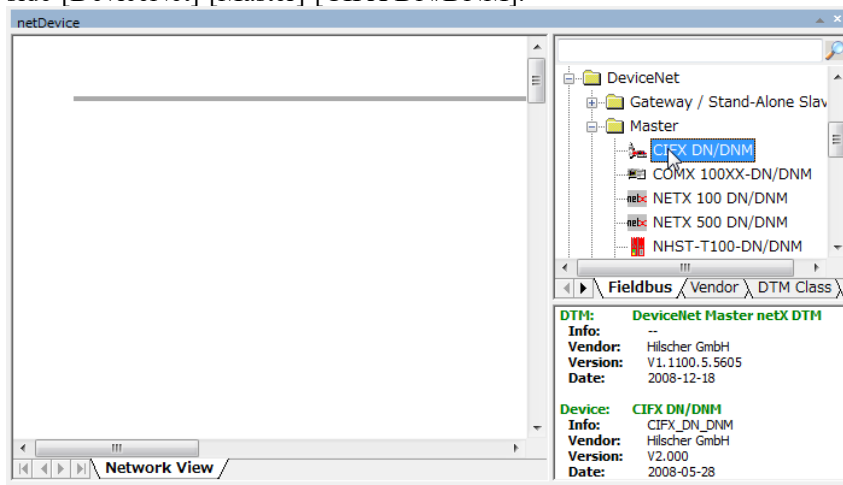 netDevice
DeviceNet
Gateway / Stand-Alone Slav
Master
CIFX DN/DNM
COMX 100XX-DN/DNM
NETX 100 DN/DNM
NETX 500 DN/DNM
NHST-T100-DN/DNM
Fieldbus Vendor DTM Class
DTM: DeviceNet Master netX DTM
Info: --
Vendor: Hilscher GmbH
Version: V1.1100.5.5605
Date: 2008-12-18
Device: CIFX DN/DNM
Info: CIFX_DN_DNM
Vendor: Hilscher GmbH
Version: V2.000
Date: 2008-05-28
Network View